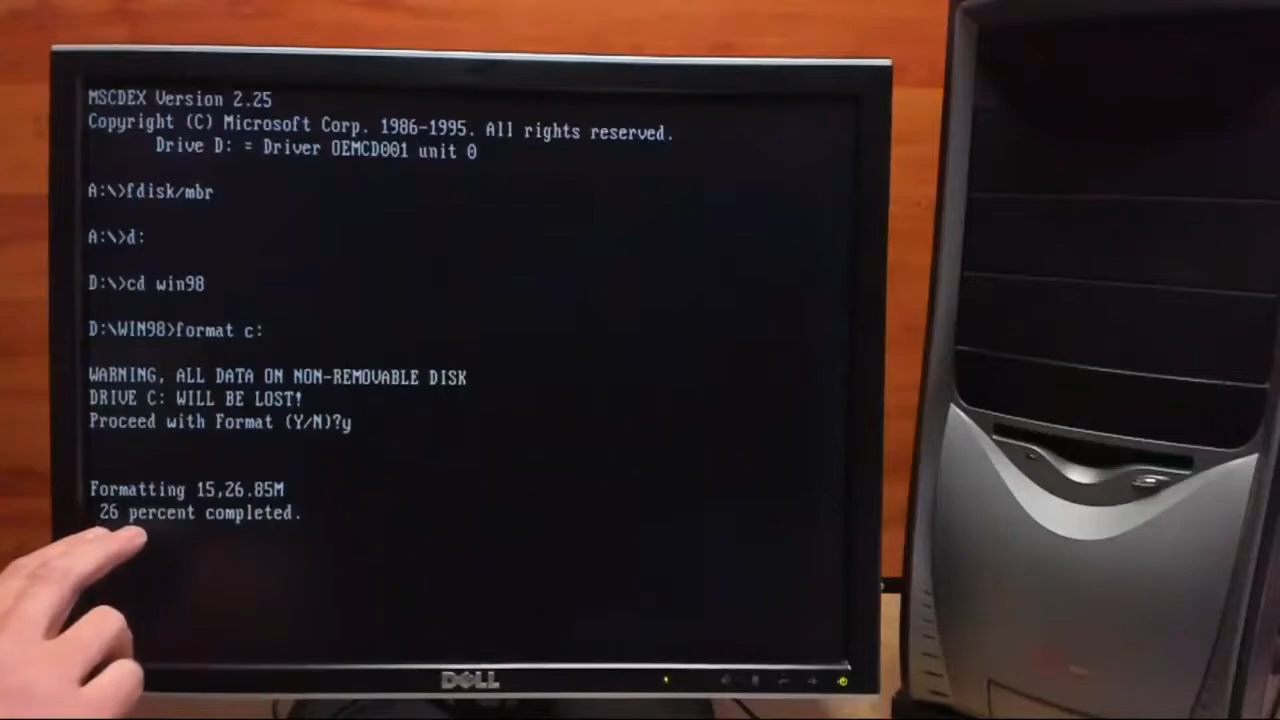 MSCDEX Version 2.25
Copyright (C) Microsoft Corp. 1986-1995. All rights reserved.
Drive D: = Driver OEMCD001 unit 0
A:\>fdisk/mbr
A:\>d:
D:\>cd win98
D:\WIN98>format c:
WARNING, ALL DATA ON NON-REMOVABLE DISK
DRIVE C: WILL BE LOST!
Proceed with Format (Y/N)?y
Formatting 15,26.85M
26 percent completed.
DELL